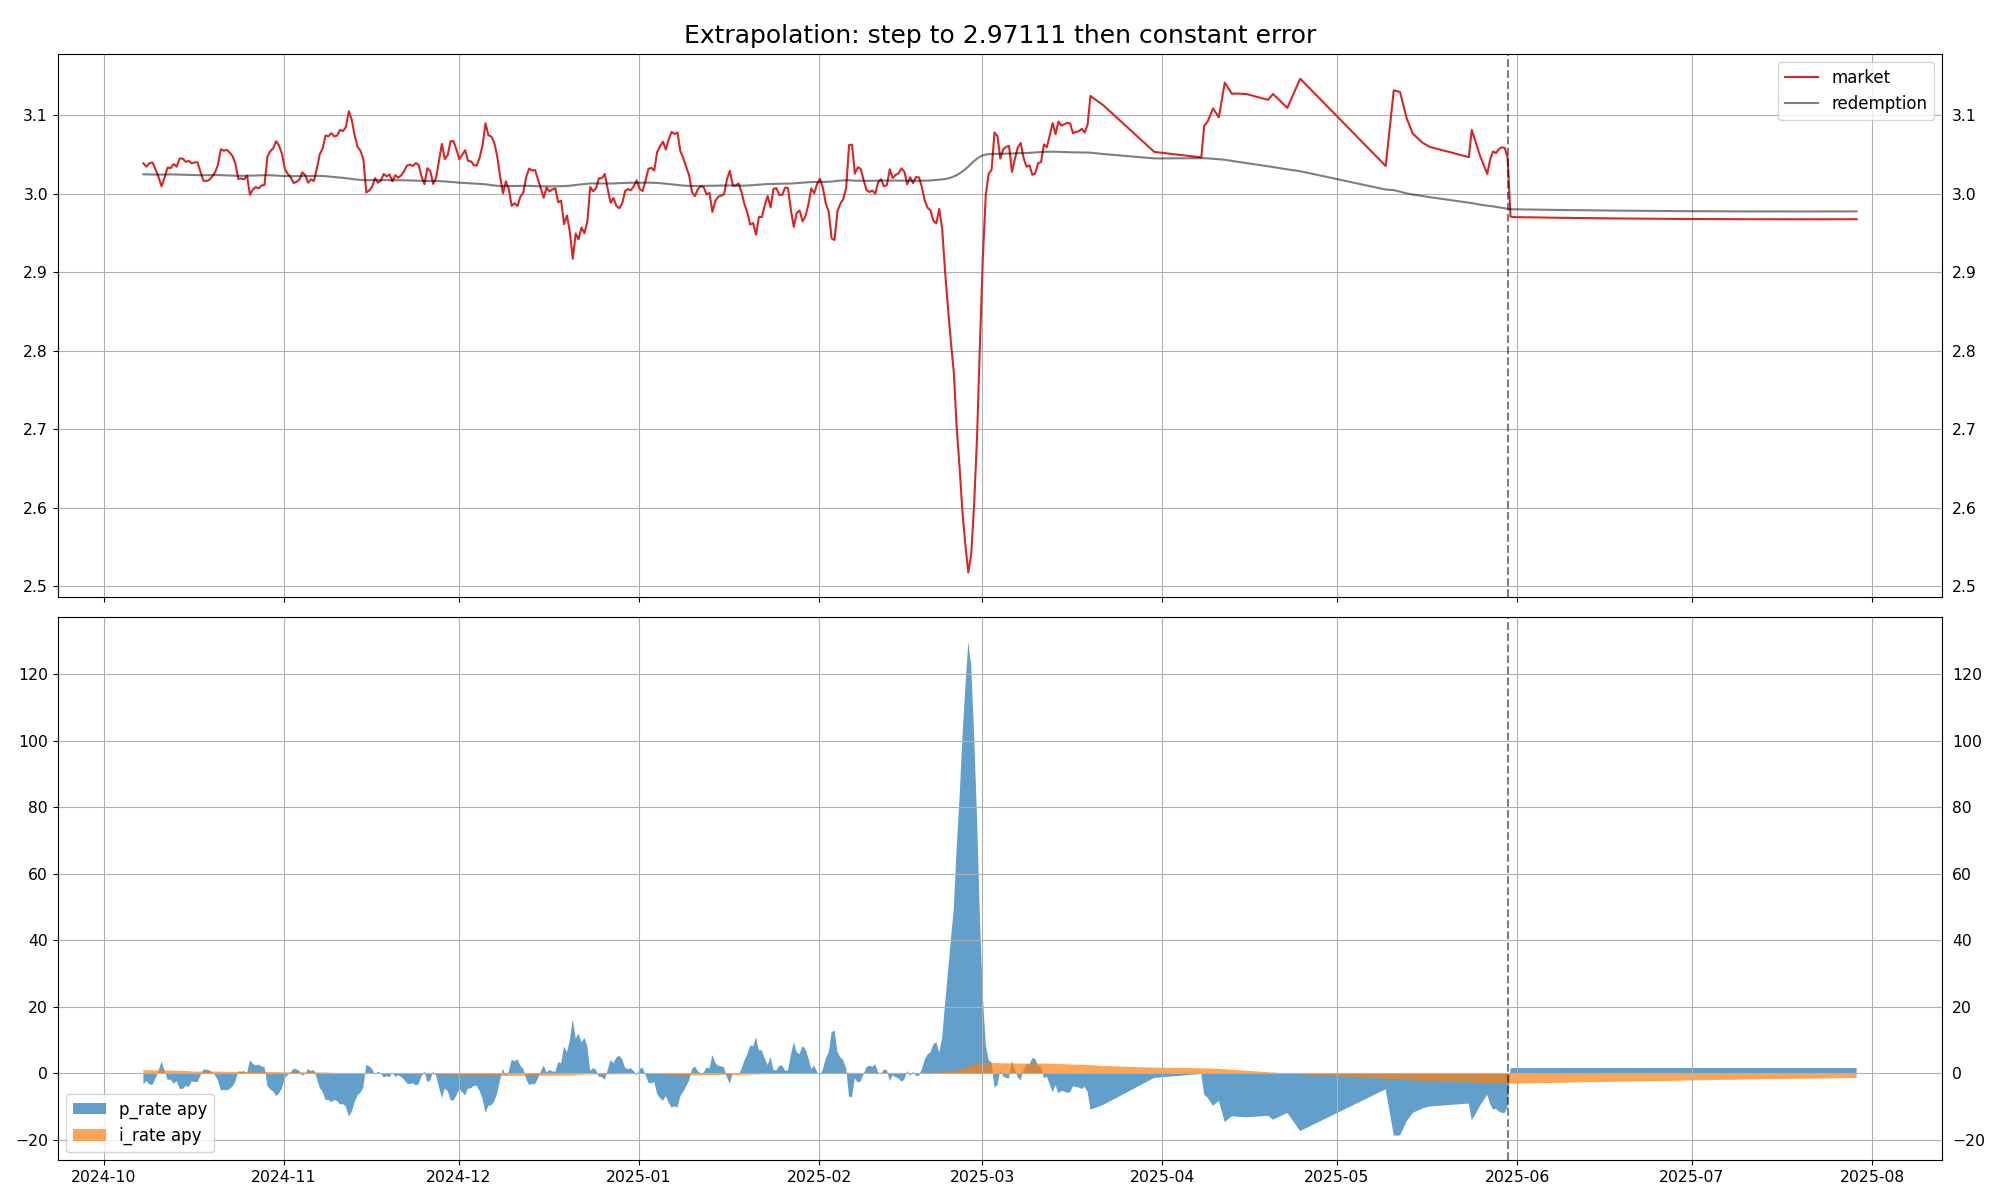 Extrapolation: step to 2.97111 then constant error
market
redemption
3.1 3.1
3.0 3.0
2.9 2.9
2.8 2.8
2.7 2.7
2.6 2.6
2.5 2.5
120 120
100 100
80 80
60 60
40 40
20 20
0 0
−20 −20
p_rate apy
i_rate apy
2024-10 2024-11 2024-12 2025-01 2025-02 2025-03 2025-04 2025-05 2025-06 2025-07 2025-08